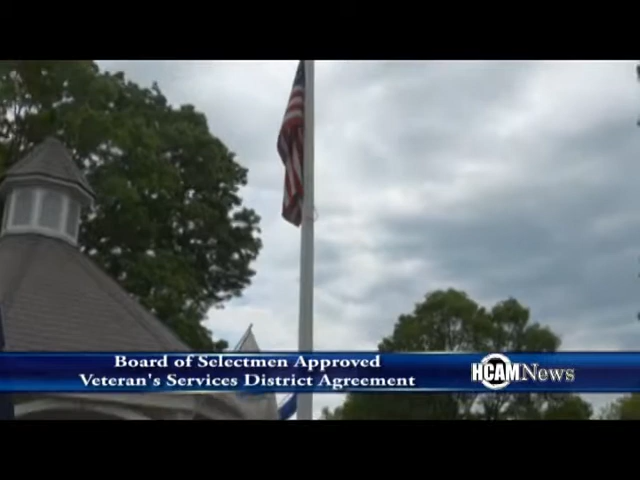 Board of Selectmen Approved
Veteran's Services District Agreement
HCAMNews